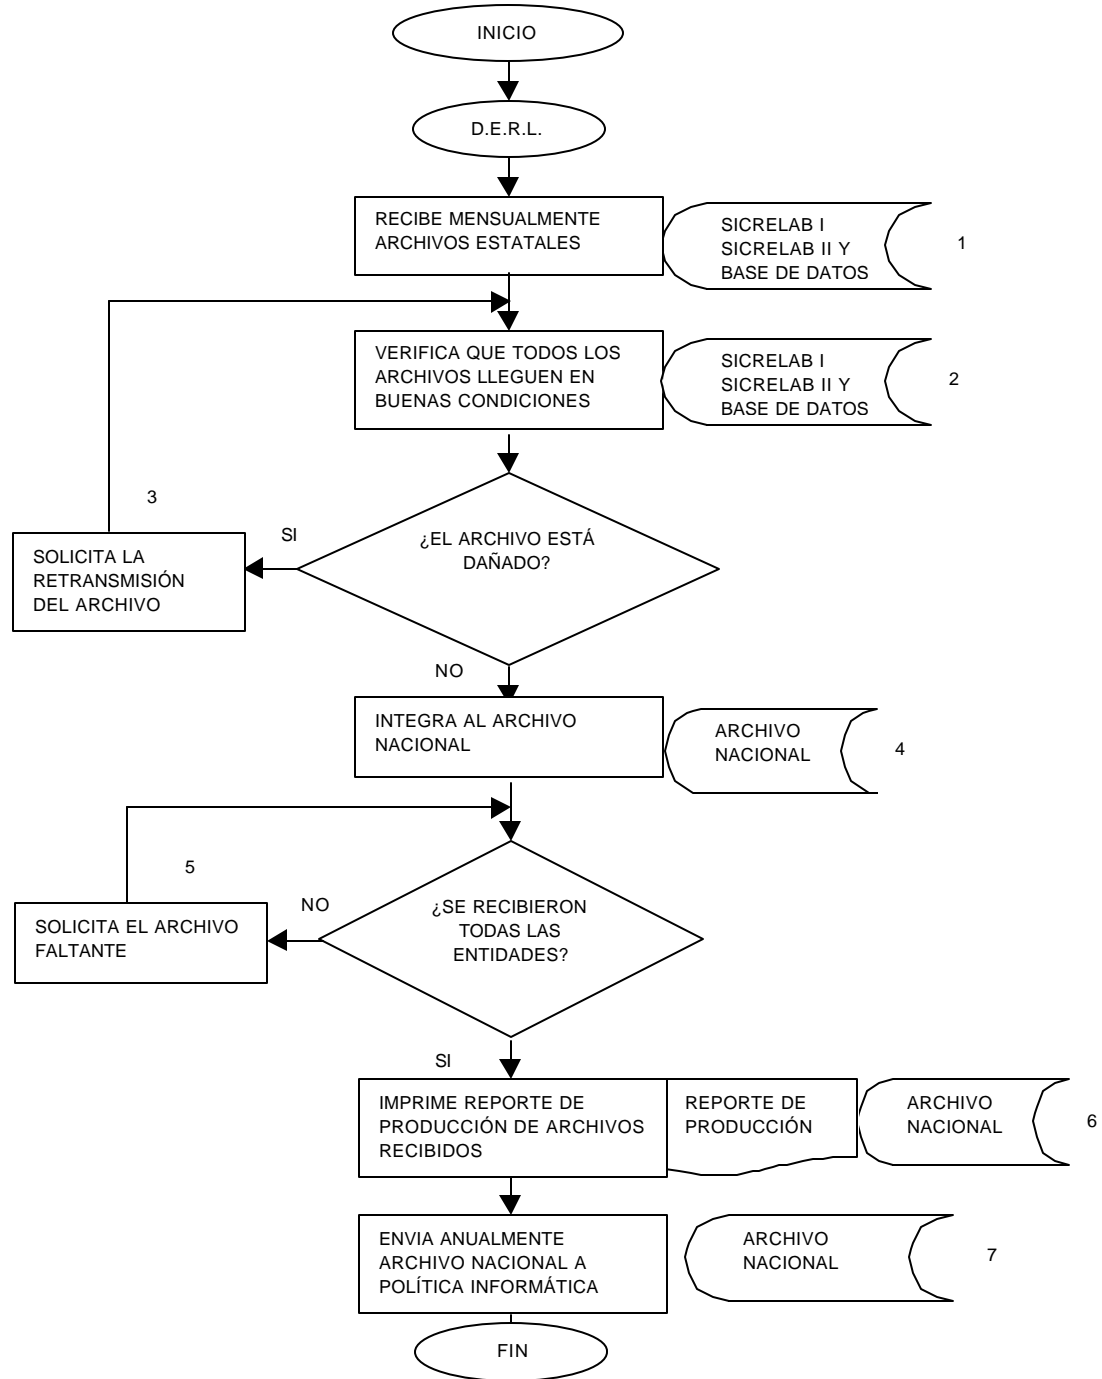 INICIO
D.E.R.L.
RECIBE MENSUALMENTE
ARCHIVOS ESTATALES
SICRELAB I
SICRELAB II Y
BASE DE DATOS
1
VERIFICA QUE TODOS LOS
ARCHIVOS LLEGUEN EN
BUENAS CONDICIONES
SICRELAB I
SICRELAB II Y
BASE DE DATOS
2
¿EL ARCHIVO ESTÁ
DAÑADO?
SI
3
SOLICITA LA
RETRANSMISIÓN
DEL ARCHIVO
NO
INTEGRA AL ARCHIVO
NACIONAL
ARCHIVO
NACIONAL
4
¿SE RECIBIERON
TODAS LAS
ENTIDADES?
NO
5
SOLICITA EL ARCHIVO
FALTANTE
SI
IMPRIME REPORTE DE
PRODUCCIÓN DE ARCHIVOS
RECIBIDOS
REPORTE DE
PRODUCCIÓN
ARCHIVO
NACIONAL
6
ENVIA ANUALMENTE
ARCHIVO NACIONAL A
POLÍTICA INFORMÁTICA
ARCHIVO
NACIONAL
7
FIN